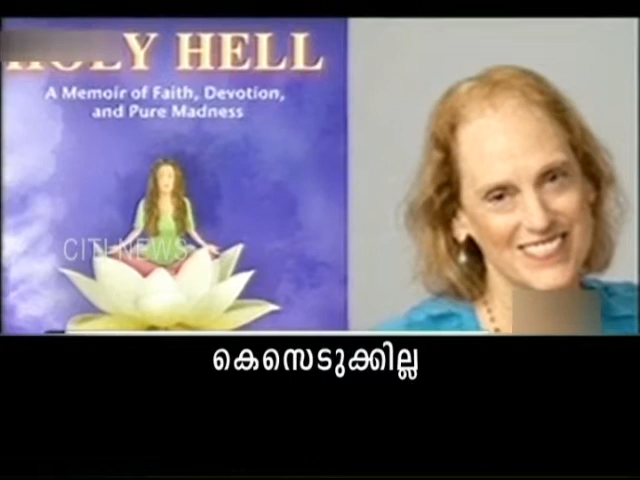 HOLY HELL
A Memoir of Faith, Devotion,
and Pure Madness
CITI NEWS
കെസെടുക്കില്ല